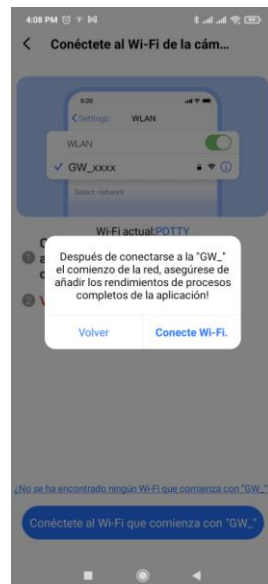 4:08 PM
Conéctete al Wi-Fi de la cám...
9:28
Settings WLAN
WLAN
GW_xxxx
Select network
Wi-Fi actual:PDTTY
1
Después de conectarse a la "GW_"
el comienzo de la red, asegúrese de
añadir los rendimientos de procesos
completos de la aplicación!
2
Volver Conecte Wi-Fi.
¿No se ha encontrado ningún Wi-Fi que comienza con "GW_"
Conéctete al Wi-Fi que comienza con "GW_"